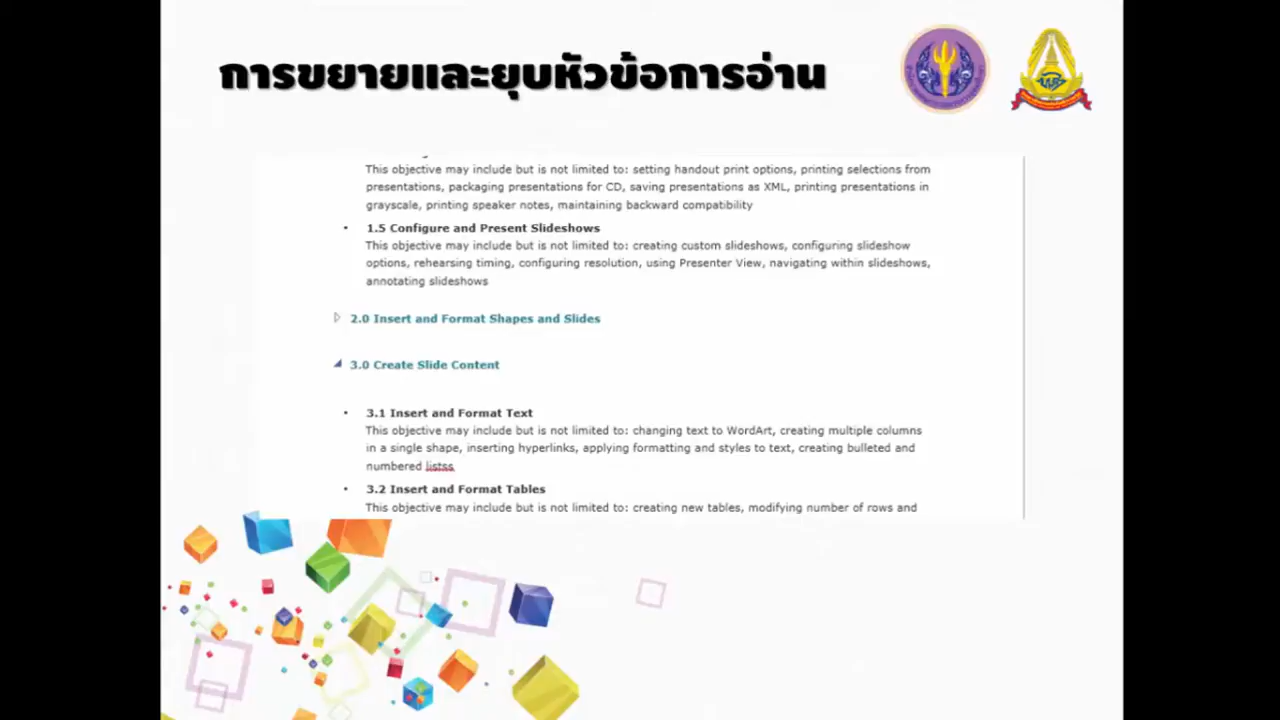 การขยายและยุบหัวข้อการอ่าน
This objective may include but is not limited to: setting handout print options, printing selections from
presentations, packaging presentations for CD, saving presentations as XML, printing presentations in
grayscale, printing speaker notes, maintaining backward compatibility
• 1.5 Configure and Present Slideshows
This objective may include but is not limited to: creating custom slideshows, configuring slideshow
options, rehearsing timing, configuring resolution, using Presenter View, navigating within slideshows,
annotating slideshows
2.0 Insert and Format Shapes and Slides
3.0 Create Slide Content
• 3.1 Insert and Format Text
This objective may include but is not limited to: changing text to WordArt, creating multiple columns
in a single shape, inserting hyperlinks, applying formatting and styles to text, creating bulleted and
numbered listss
• 3.2 Insert and Format Tables
This objective may include but is not limited to: creating new tables, modifying number of rows and